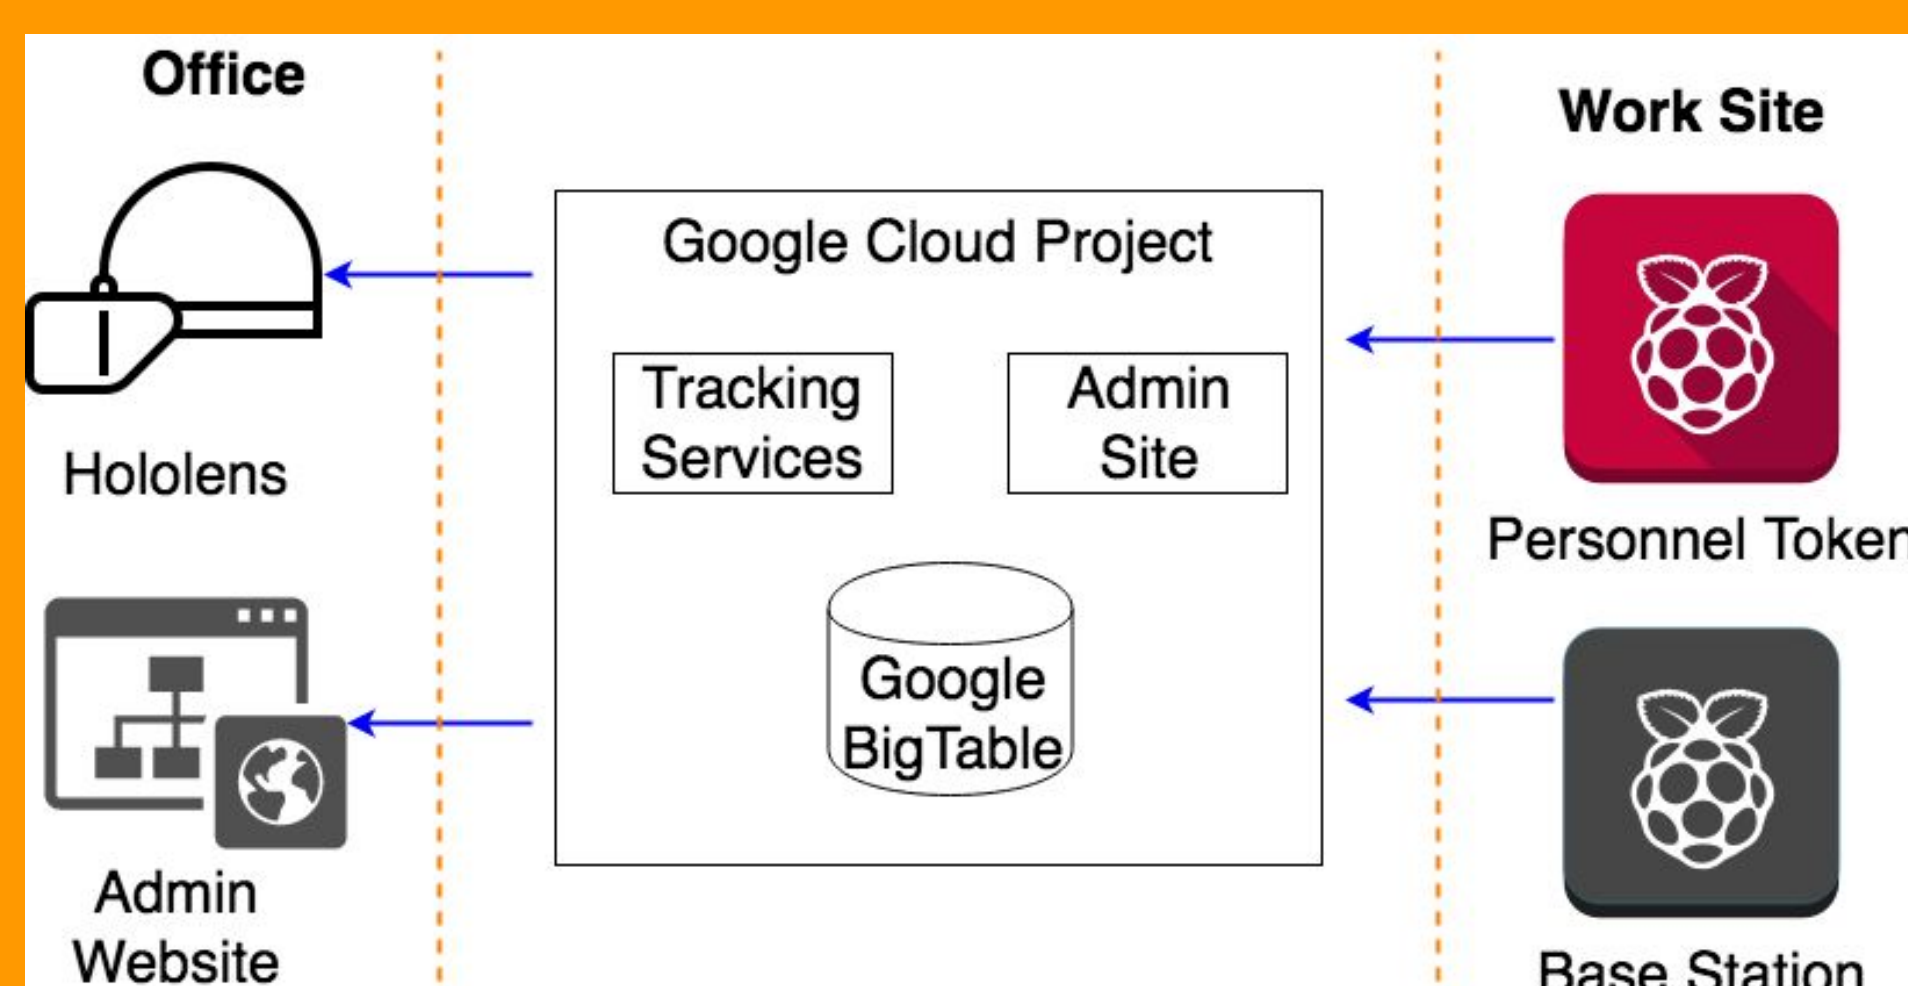 Office
Hololens
Admin
Website
Google Cloud Project
Tracking
Services
Admin
Site
Google
BigTable
Work Site
Personnel Token
Base Station